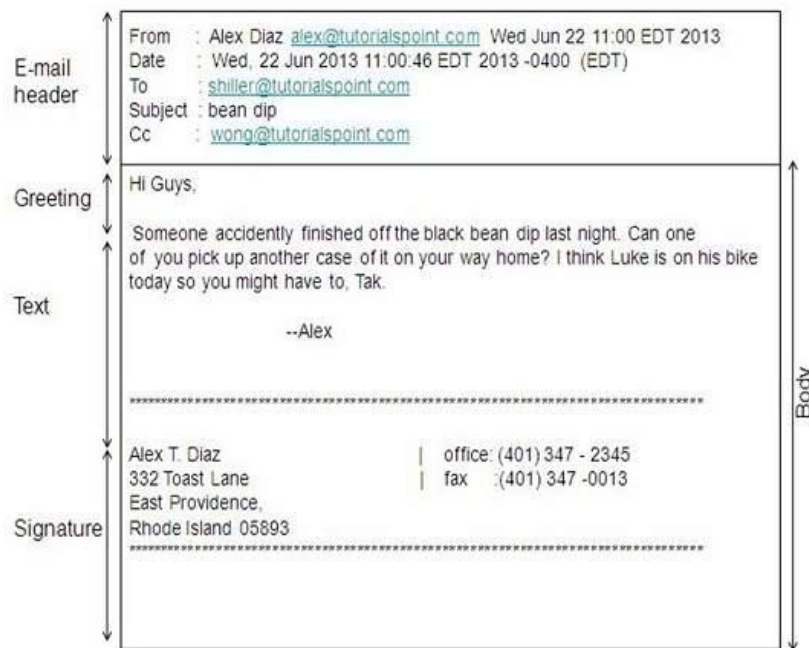 E-mail
header
From : Alex Diaz alex@tutorialspoint.com Wed Jun 22 11:00 EDT 2013
Date : Wed, 22 Jun 2013 11:00:46 EDT 2013 -0400 (EDT)
To : shiller@tutorialspoint.com
Subject : bean dip
Cc : wong@tutorialspoint.com
Greeting
Hi Guys,
Text
Someone accidently finished off the black bean dip last night. Can one
of you pick up another case of it on your way home? I think Luke is on his bike
today so you might have to, Tak.
--Alex
Body
********************************************************************************
Signature
Alex T. Diaz | office: (401) 347 - 2345
332 Toast Lane | fax :(401) 347 -0013
East Providence,
Rhode Island 05893
********************************************************************************